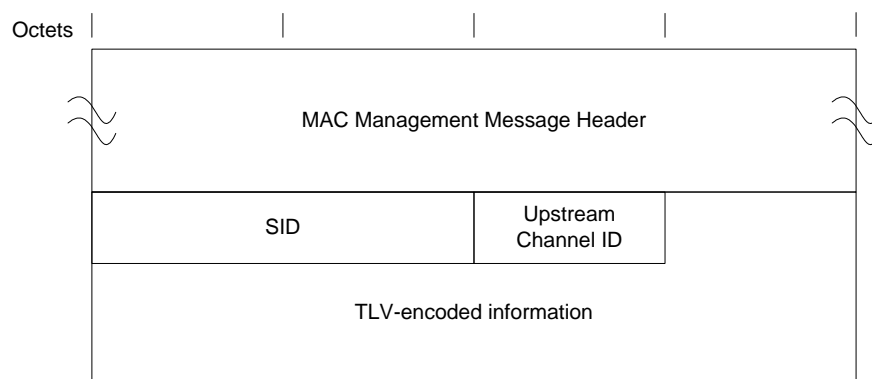 Octets
MAC Management Message Header
SID
Upstream
Channel ID
TLV-encoded information